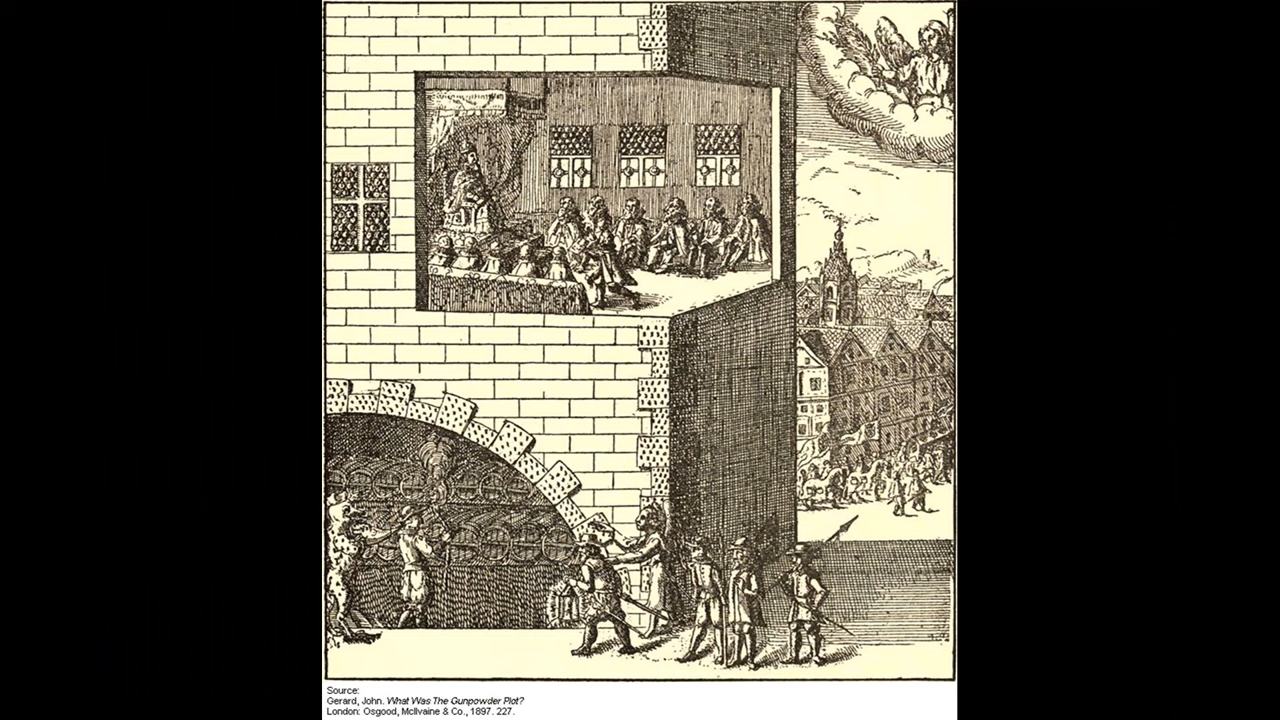 Source:
Gerard, John. What Was The Gunpowder Plot?
London: Osgood, McIlvaine & Co., 1897. 227.